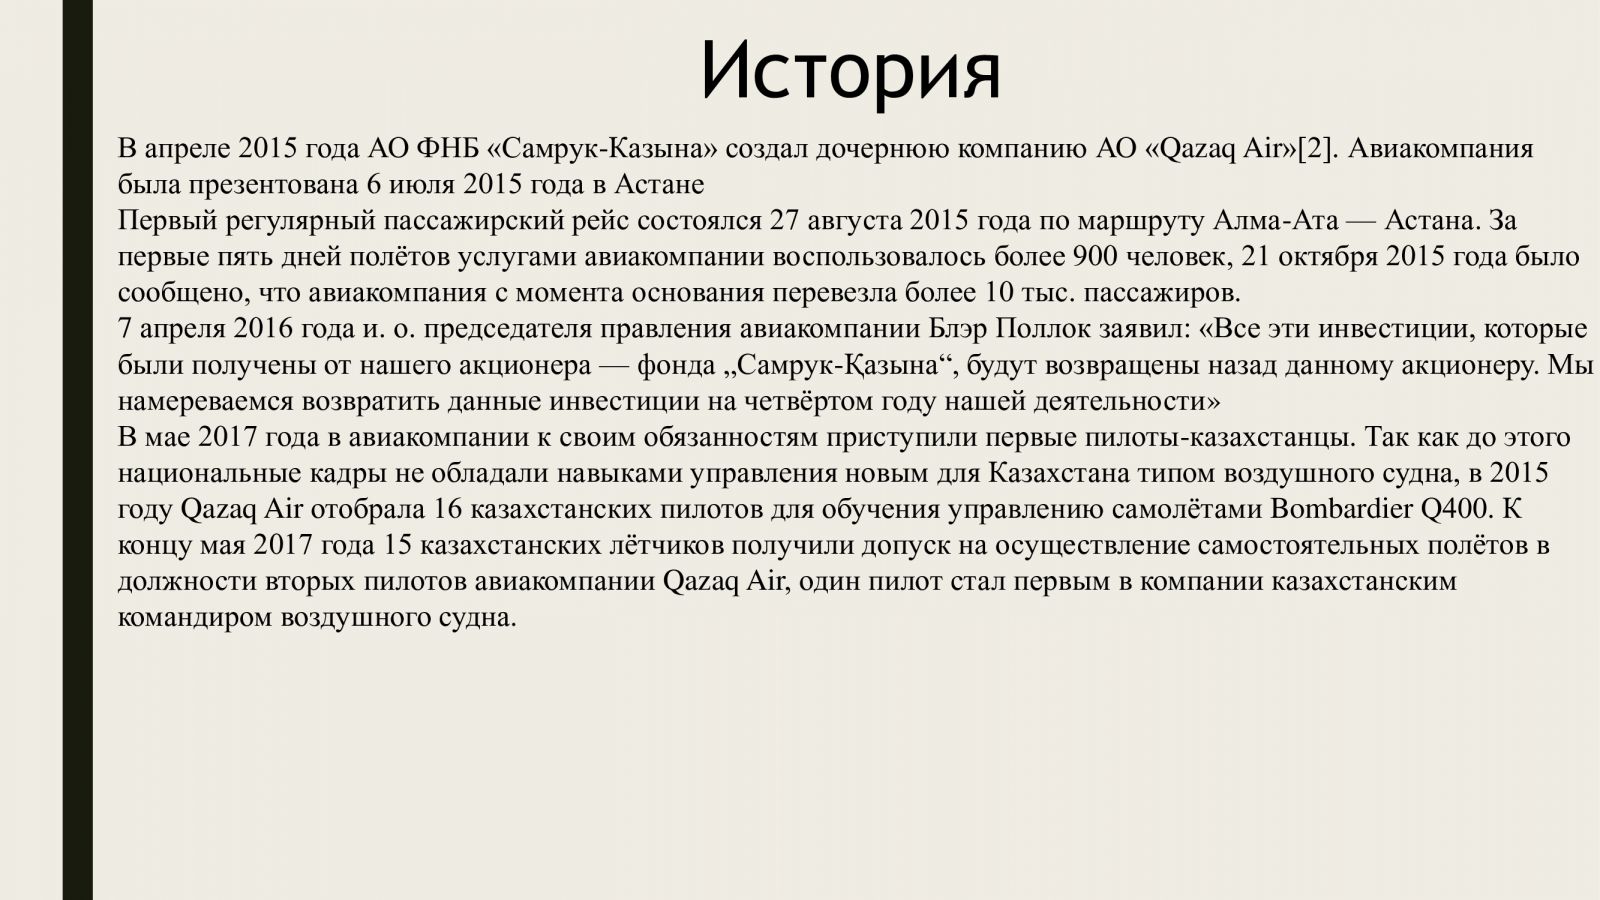 История
В апреле 2015 года АО ФНБ «Самрук-Казына» создал дочернюю компанию АО «Qazaq Air»[2]. Авиакомпания
была презентована 6 июля 2015 года в Астане
Первый регулярный пассажирский рейс состоялся 27 августа 2015 года по маршруту Алма-Ата — Астана. За
первые пять дней полётов услугами авиакомпании воспользовалось более 900 человек, 21 октября 2015 года было
сообщено, что авиакомпания с момента основания перевезла более 10 тыс. пассажиров.
7 апреля 2016 года и. о. председателя правления авиакомпании Блэр Поллок заявил: «Все эти инвестиции, которые
были получены от нашего акционера — фонда „Самрук-Қазына“, будут возвращены назад данному акционеру. Мы
намереваемся возвратить данные инвестиции на четвёртом году нашей деятельности»
В мае 2017 года в авиакомпании к своим обязанностям приступили первые пилоты-казахстанцы. Так как до этого
национальные кадры не обладали навыками управления новым для Казахстана типом воздушного судна, в 2015
году Qazaq Air отобрала 16 казахстанских пилотов для обучения управлению самолётами Bombardier Q400. К
концу мая 2017 года 15 казахстанских лётчиков получили допуск на осуществление самостоятельных полётов в
должности вторых пилотов авиакомпании Qazaq Air, один пилот стал первым в компании казахстанским
командиром воздушного судна.